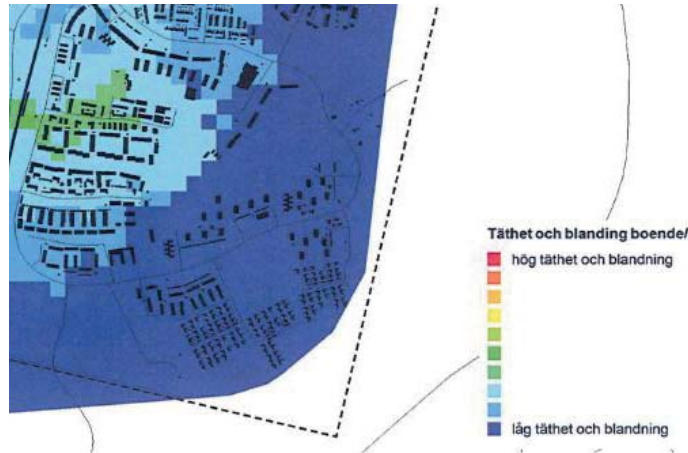 Täthet och blanding boende/
hög täthet och blandning
låg täthet och blandning